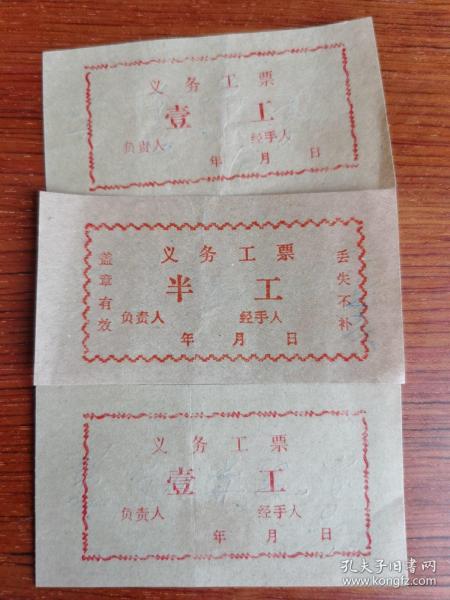 义务工票
壹 工
负责人 经手人
年 月 日
盖章有效
义务工票
半 工
负责人 经手人
年 月 日
丢失不补
义务工票
壹 工
负责人 经手人
年 月 日
孔夫子旧书网
www.kongfz.com